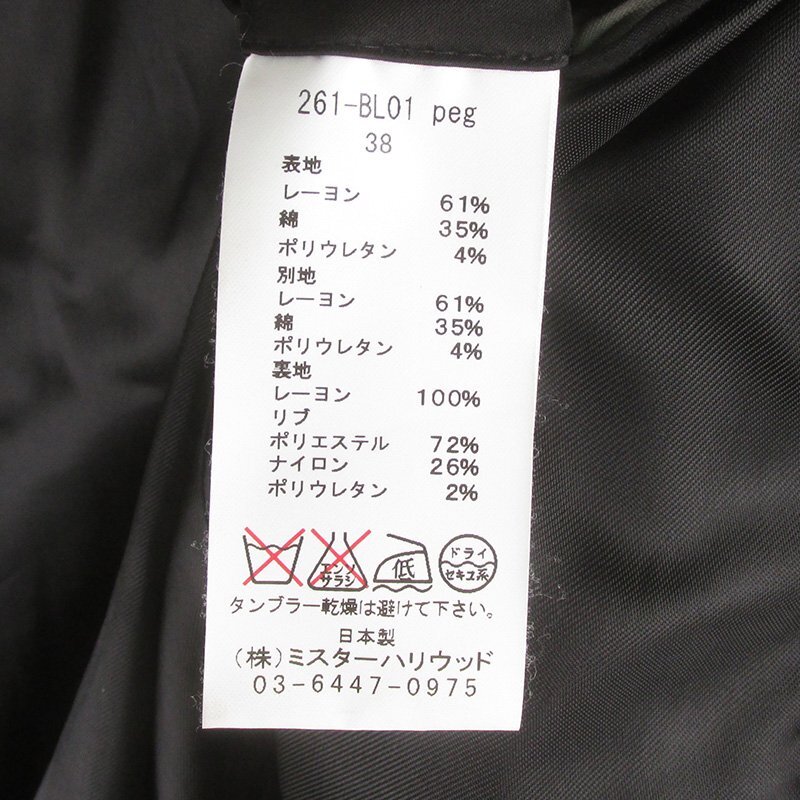 261-BL01 peg
38
表地
レーヨン 61%
綿 35%
ポリウレタン 4%
別地
レーヨン 61%
綿 35%
ポリウレタン 4%
裏地
レーヨン 100%
リブ
ポリエステル 72%
ナイロン 26%
ポリウレタン 2%
エンソ
サラシ
低
ドライ
セキユ系
タンブラー乾燥は避けて下さい。
日本製
(株)ミスターハリウッド
03-6447-0975